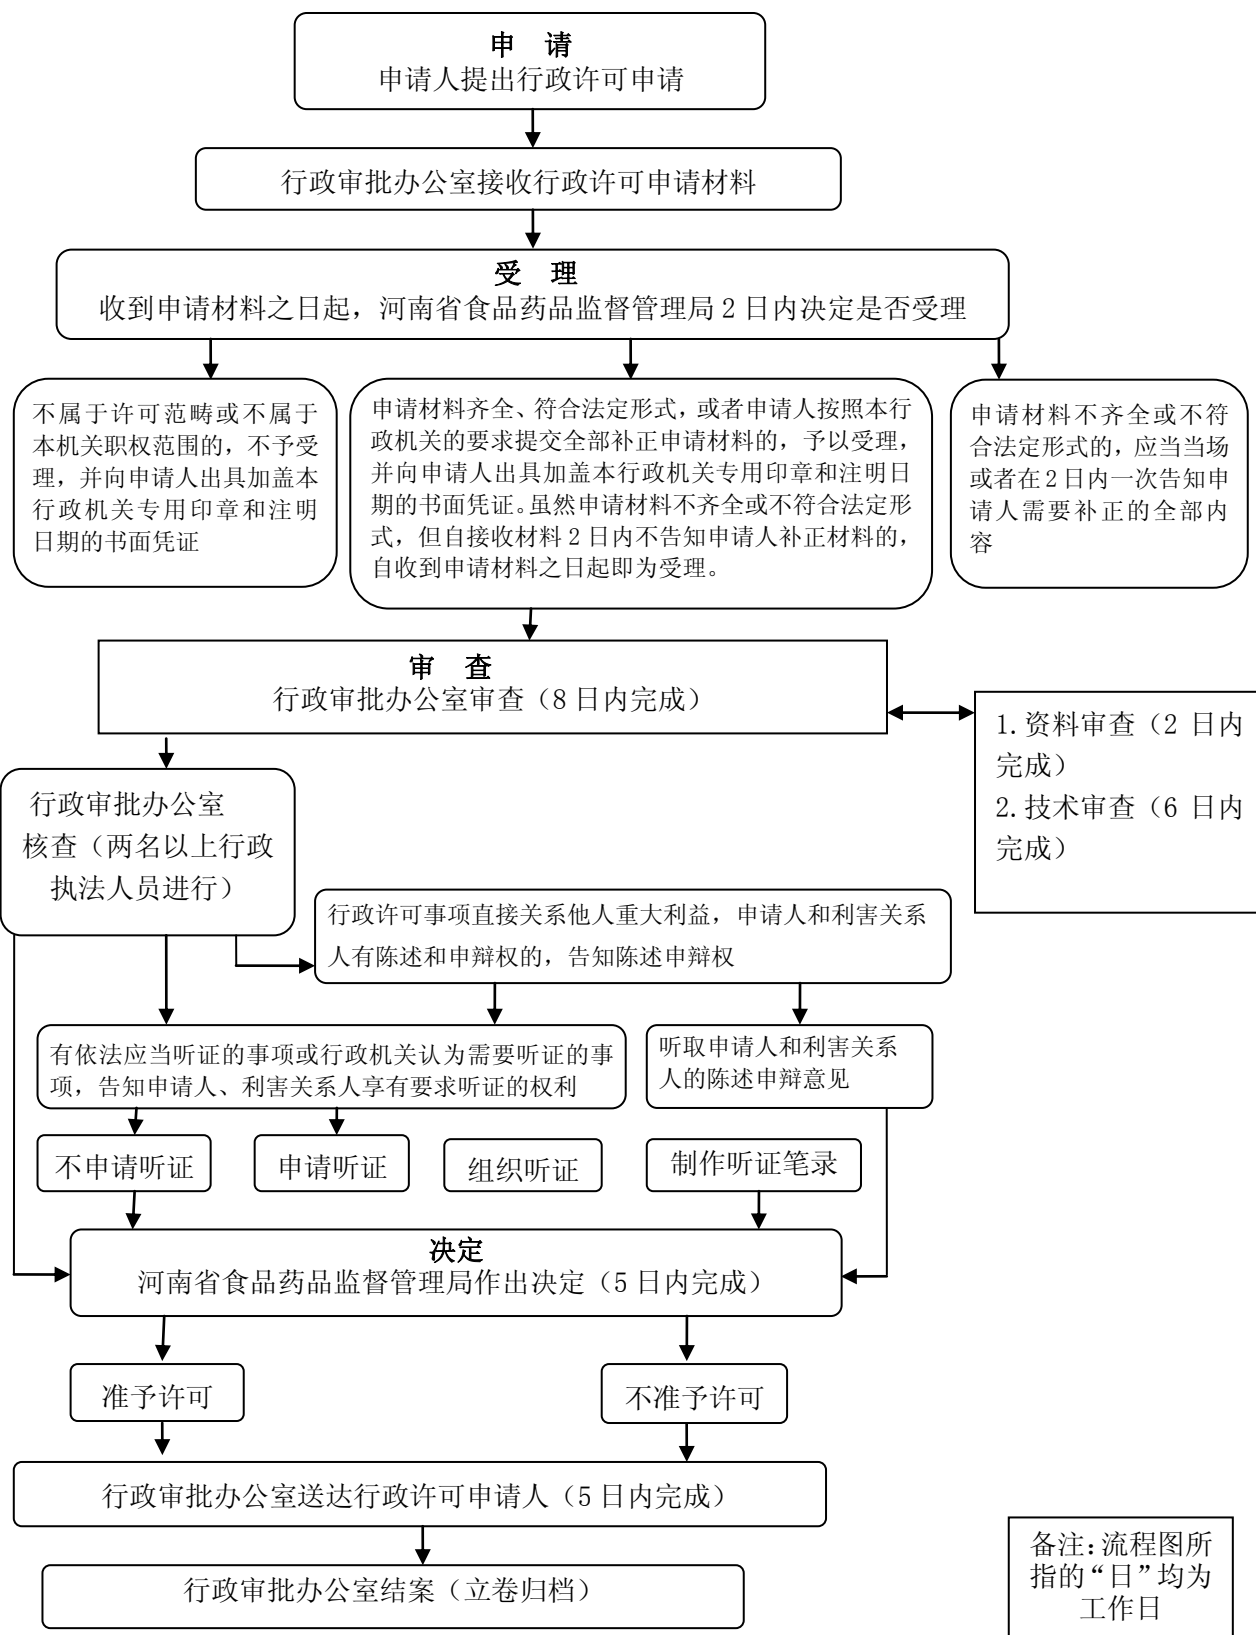 申 请
申请人提出行政许可申请
行政审批办公室接收行政许可申请材料
受 理
收到申请材料之日起，河南省食品药品监督管理局2日内决定是否受理
不属于许可范畴或不属于
本机关职权范围的，不予受
理，并向申请人出具加盖本
行政机关专用印章和注明
日期的书面凭证
申请材料齐全、符合法定形式，或者申请人按照本行
政机关的要求提交全部补正申请材料的，予以受理，
并向申请人出具加盖本行政机关专用印章和注明日
期的书面凭证。虽然申请材料不齐全或不符合法定形
式，但自接收材料2日内不告知申请人补正材料的，
自收到申请材料之日起即为受理。
申请材料不齐全或不符
合法定形式的，应当当场
或者在2日内一次告知申
请人需要补正的全部内
容
审 查
行政审批办公室审查（8日内完成）
1.资料审查（2 日内
完成）
2.技术审查（6 日内
完成）
行政审批办公室
核查（两名以上行政
执法人员进行）
行政许可事项直接关系他人重大利益，申请人和利害关系
人有陈述和申辩权的，告知陈述申辩权
有依法应当听证的事项或行政机关认为需要听证的事
项，告知申请人、利害关系人享有要求听证的权利
听取申请人和利害关系
人的陈述申辩意见
不申请听证
申请听证
组织听证
制作听证笔录
决定
河南省食品药品监督管理局作出决定（5日内完成）
准予许可
不准予许可
行政审批办公室送达行政许可申请人（5日内完成）
行政审批办公室结案（立卷归档）
备注：流程图所
指的“日”均为
工作日